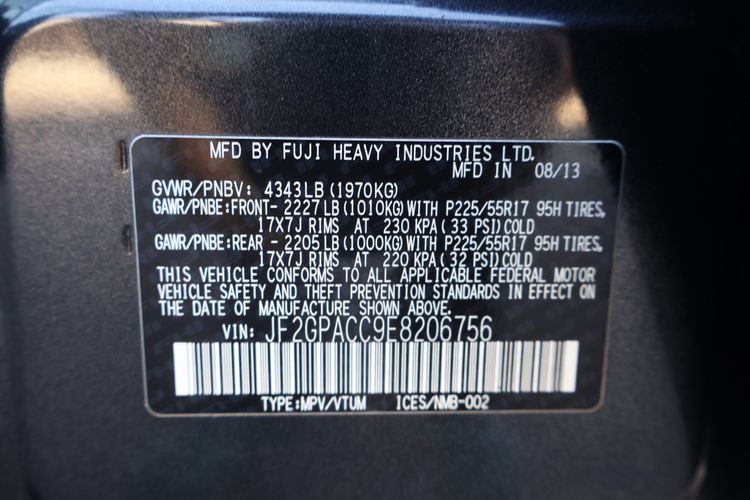 MFD BY FUJI HEAVY INDUSTRIES LTD.
MFD IN 08/13
GVWR/PNBV: 4343LB (1970KG)
GAWR/PNBE:FRONT- 2227LB (1010KG) WITH P225/55R17 95H TIRES,
17X7J RIMS AT 230 KPA ( 33 PSI) COLD
GAWR/PNBE:REAR - 2205LB (1000KG) WITH P225/55R17 95H TIRES,
17X7J RIMS AT 220 KPA ( 32 PSI) COLD
THIS VEHICLE CONFORMS TO ALL APPLICABLE FEDERAL MOTOR
VEHICLE SAFETY AND THEFT PREVENTION STANDARDS IN EFFECT ON
THE DATE OF MANUFACTURE SHOWN ABOVE.
VIN: JF2GPACC9E8206756
TYPE:MPV/VTUM ICES/NMB-002